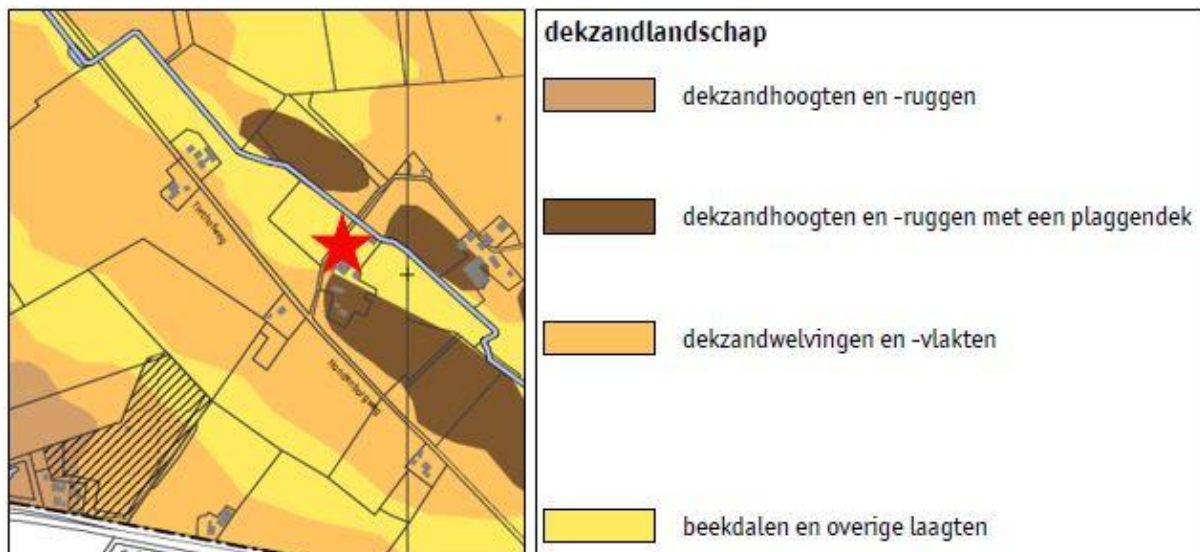 dekzandlandschap
dekzandhoogten en -ruggen
dekzandhoogten en -ruggen met een plaggendek
dekzandwelvingen en -vlakten
beekdalen en overige laagten